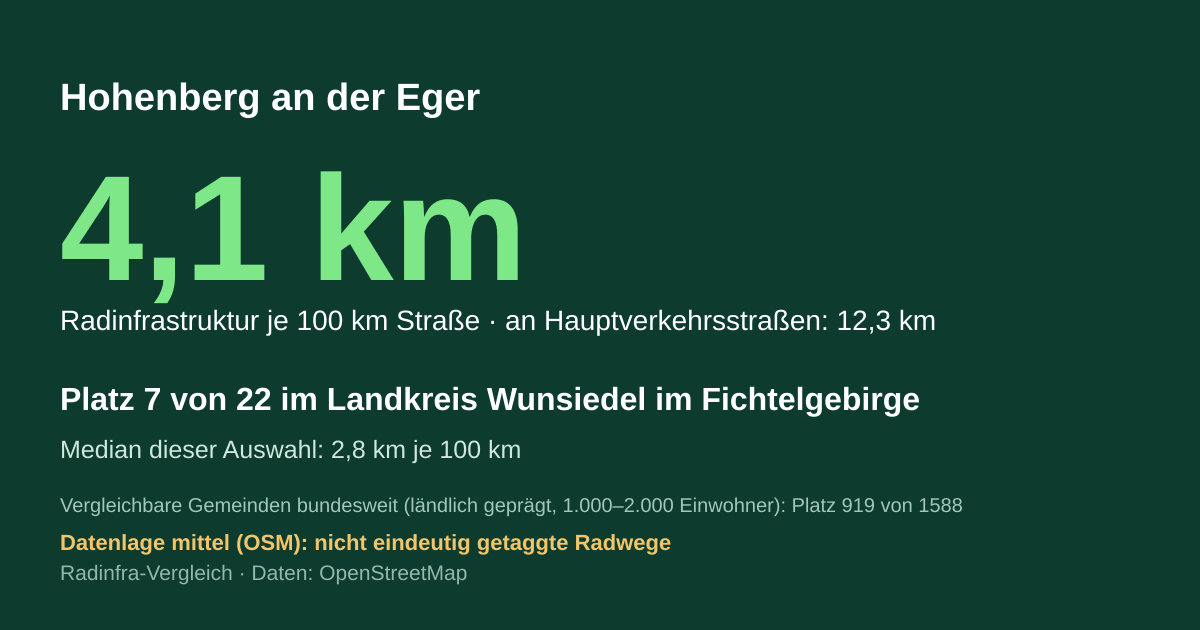 Hohenberg an der Eger
4,1 km
Radinfrastruktur je 100 km Straße · an Hauptverkehrsstraßen: 12,3 km
Platz 7 von 22 im Landkreis Wunsiedel im Fichtelgebirge
Median dieser Auswahl: 2,8 km je 100 km
Vergleichbare Gemeinden bundesweit (ländlich geprägt, 1.000–2.000 Einwohner): Platz 919 von 1588
Datenlage mittel (OSM): nicht eindeutig getaggte Radwege
Radinfra-Vergleich · Daten: OpenStreetMap